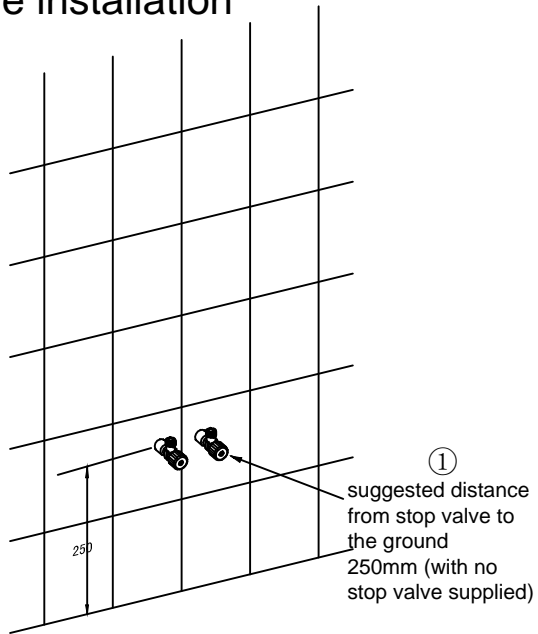 e installation
①
suggested distance
from stop valve to
the ground
250mm (with no
stop valve supplied)
250